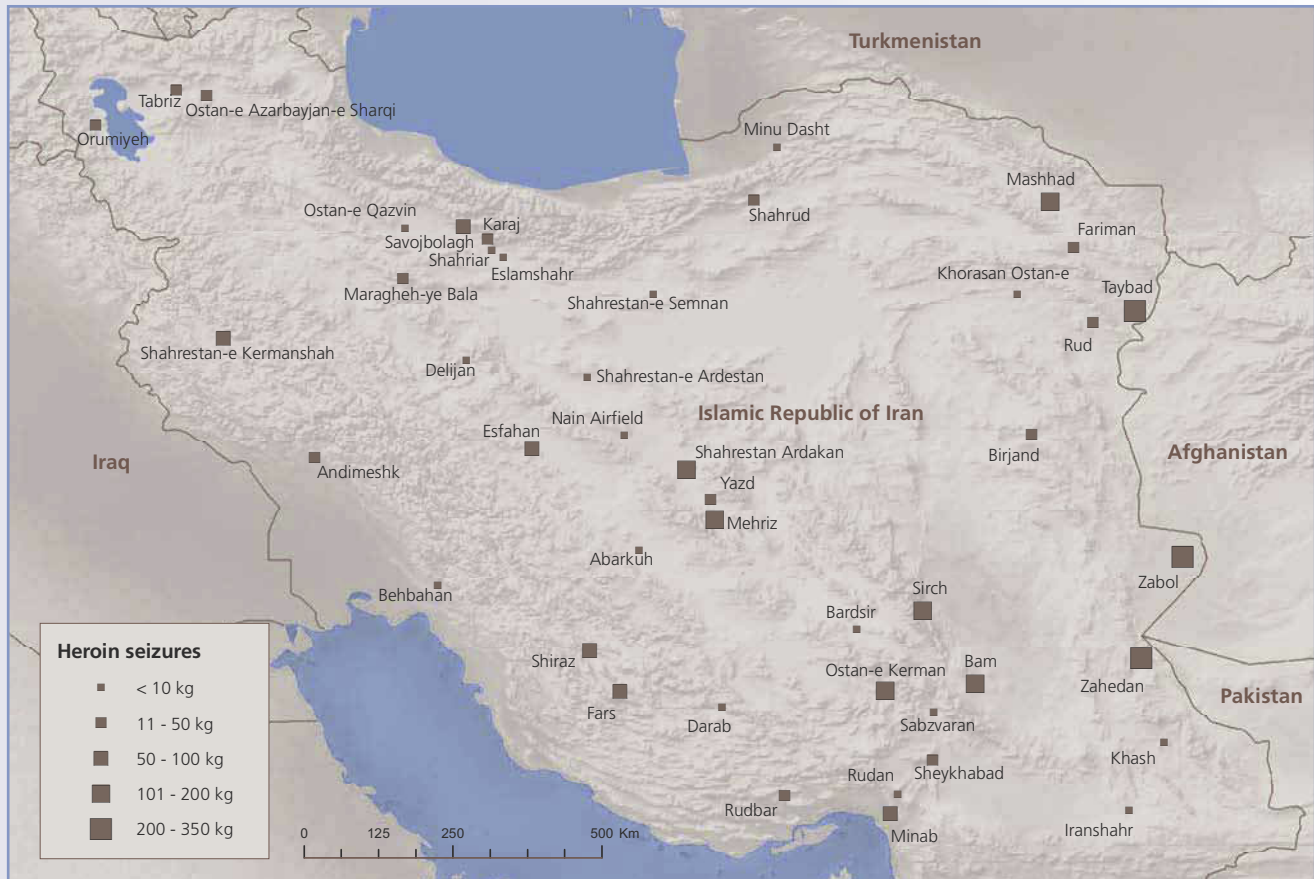 Turkmenistan
Tabriz
Ostan-e Azarbayjan-e Sharqi
Orumiyeh
Minu Dasht
Mashhad
Shahrud
Ostan-e Qazvin
Karaj
Savojbolagh
Shahriar
Eslamshahr
Fariman
Maragheh-ye Bala
Khorasan Ostan-e
Shahrestan-e Semnan
Taybad
Rud
Shahrestan-e Kermanshah
Delijan
Shahrestan-e Ardestan
Islamic Republic of Iran
Nain Airfield
Esfahan
Shahrestan Ardakan
Birjand
Afghanistan
Iraq
Andimeshk
Yazd
Mehriz
Abarkuh
Zabol
Behbahan
Sirch
Bardsir
Shiraz
Ostan-e Kerman
Bam
Zahedan
Pakistan
Fars
Darab
Sabzvaran
Khash
Rudan
Sheykhabad
Rudbar
Minab
Iranshahr
Heroin seizures
< 10 kg
11 - 50 kg
50 - 100 kg
101 - 200 kg
200 - 350 kg
0 125 250 500 Km